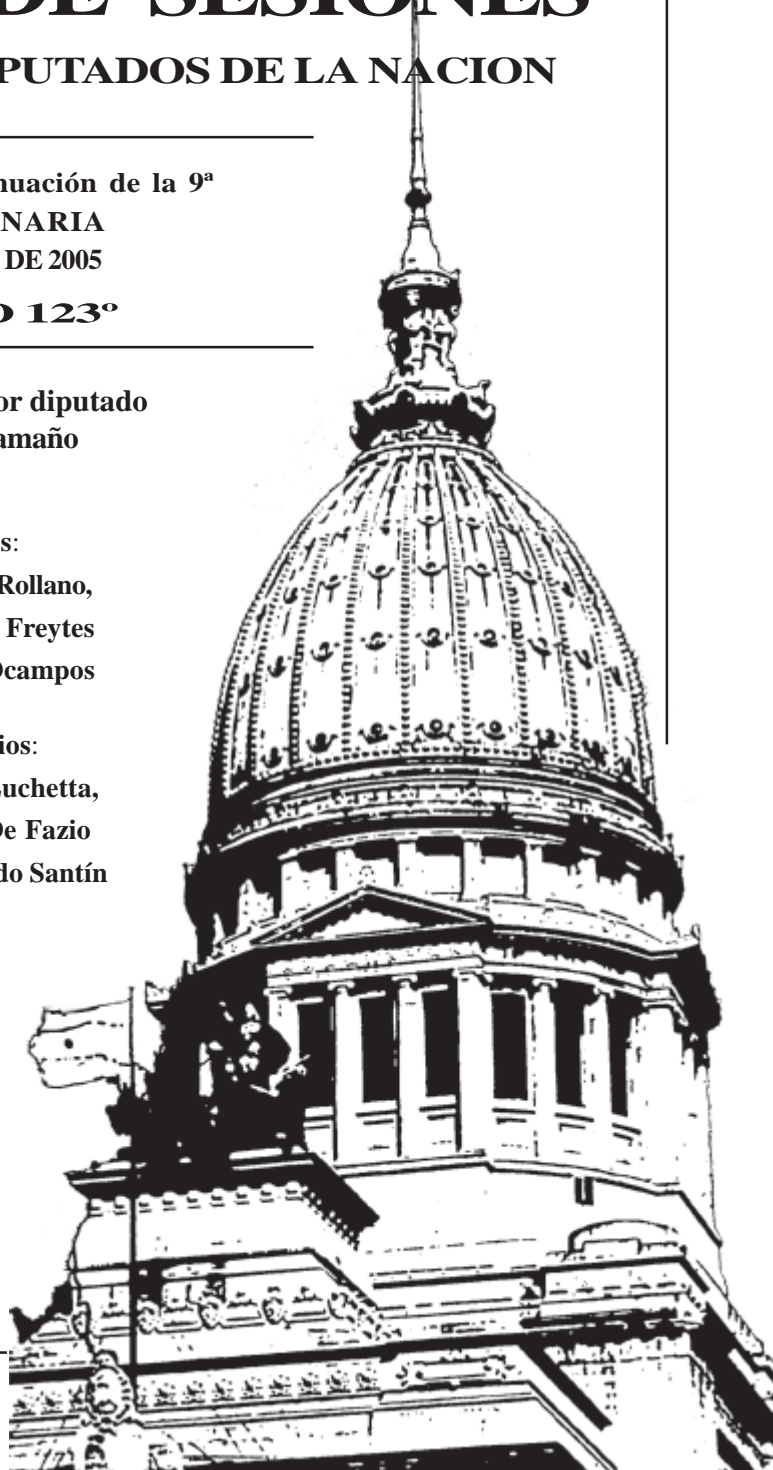 DE SESIONES
PUTADOS DE LA NACION
nuación de la 9ª
NARIA
DE 2005
O 123º
or diputado
amaño
s:
Rollano,
Freytes
Ocampos
ios:
Luchetta,
De Fazio
do Santín